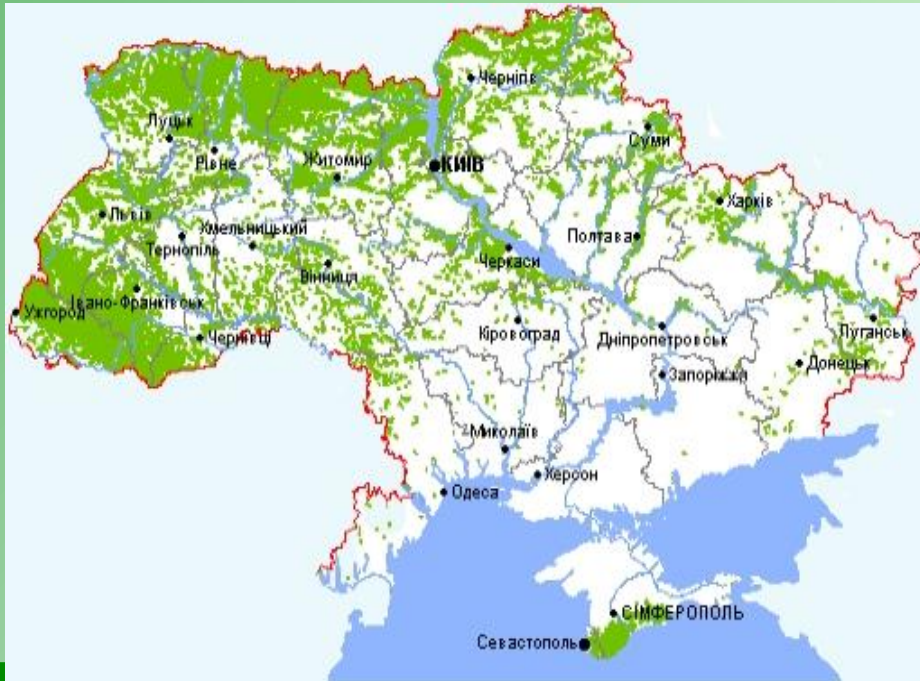 Чернігів
Луцьк
Суми
Рівне
Житомир
КИЇВ
Харків
Львів
Хмельницький
Тернопіль
Полтава
Черкаси
Вінниця
Івано-Франківськ
Ужгород
Чернівці
Кіровоград
Дніпропетровськ
Луганськ
Донецьк
Запоріжжя
Миколаїв
Херсон
Одеса
СІМФЕРОПОЛЬ
Севастополь